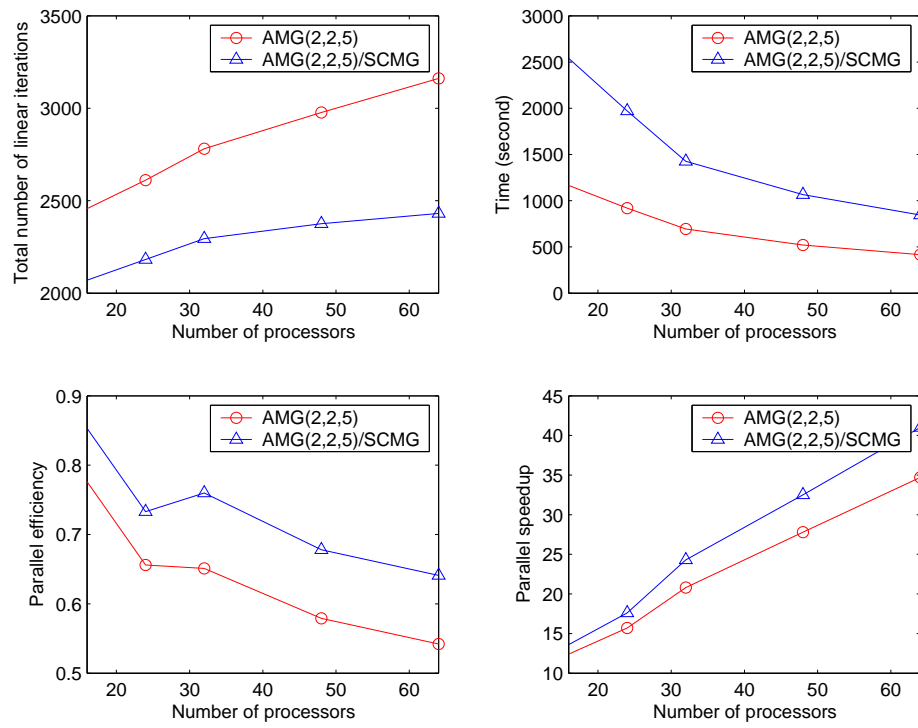 3500
3000
2500
2000
20
30
40
50
60
Number of processors
Total number of linear iterations
AMG(2,2,5)
AMG(2,2,5)/SCMG
3000
2500
2000
1500
1000
500
0
20
30
40
50
60
Number of processors
Time (second)
AMG(2,2,5)
AMG(2,2,5)/SCMG
0.9
0.8
0.7
0.6
0.5
20
30
40
50
60
Number of processors
Parallel efficiency
AMG(2,2,5)
AMG(2,2,5)/SCMG
45
40
35
30
25
20
15
10
20
30
40
50
60
Number of processors
Parallel speedup
AMG(2,2,5)
AMG(2,2,5)/SCMG